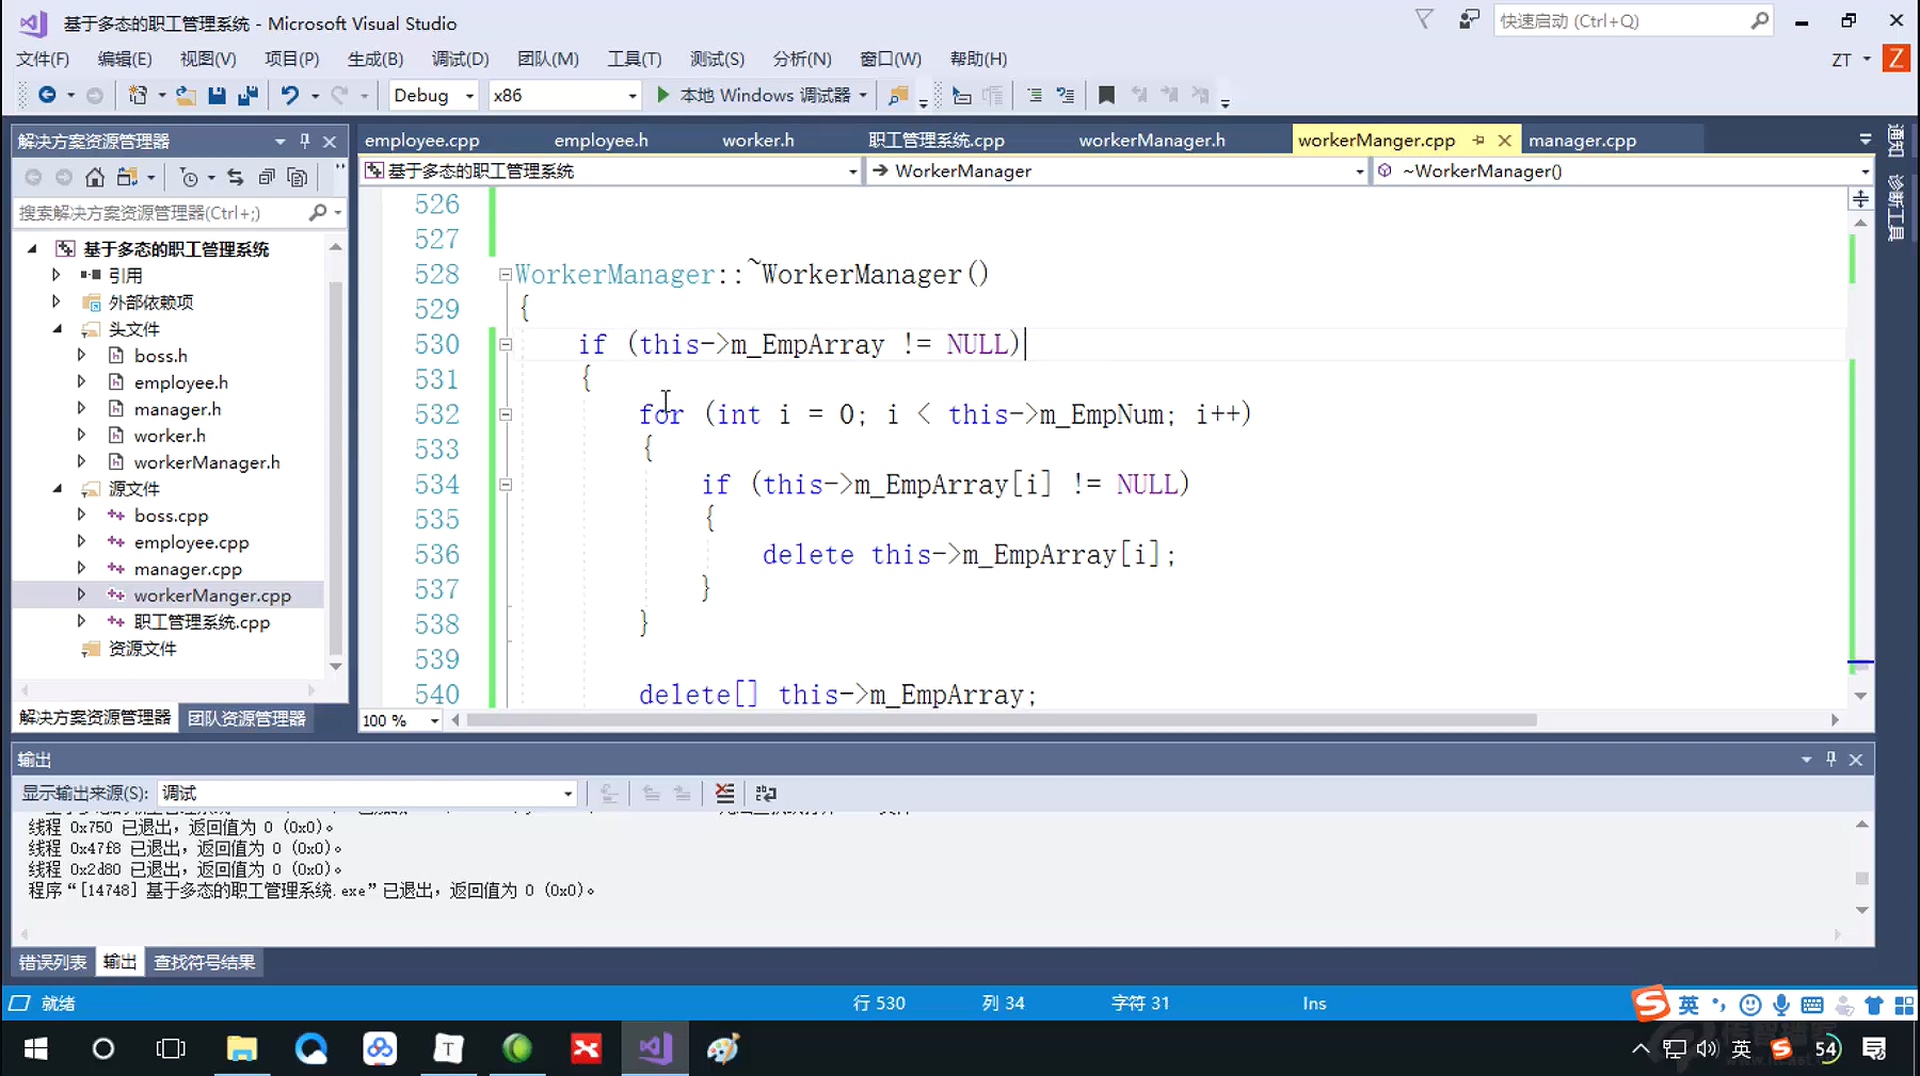 基于多态的职工管理系统 - Microsoft Visual Studio
快速启动 (Ctrl+Q)
文件(F) 编辑(E) 视图(V) 项目(P) 生成(B) 调试(D) 团队(M) 工具(T) 测试(S) 分析(N) 窗口(W) 帮助(H)
ZT
Z
Debug x86 本地 Windows 调试器
解决方案资源管理器
employee.cpp employee.h worker.h 职工管理系统.cpp workerManager.h workerManger.cpp manager.cpp
通知
诊断工具
基于多态的职工管理系统 WorkerManager ~WorkerManager()
搜索解决方案资源管理器(Ctrl+;)
基于多态的职工管理系统
引用
外部依赖项
头文件
boss.h
employee.h
manager.h
worker.h
workerManager.h
源文件
boss.cpp
employee.cpp
manager.cpp
workerManger.cpp
职工管理系统.cpp
资源文件
解决方案资源管理器 团队资源管理器
526
527
528 WorkerManager::~WorkerManager()
529 {
530 if (this->m_EmpArray != NULL)
531 {
532 for (int i = 0; i < this->m_EmpNum; i++)
533 {
534 if (this->m_EmpArray[i] != NULL)
535 {
536 delete this->m_EmpArray[i];
537 }
538 }
539
540 delete[] this->m_EmpArray;
100 %
输出
显示输出来源(S): 调试
线程 0x750 已退出，返回值为 0 (0x0)。
线程 0x47f8 已退出，返回值为 0 (0x0)。
线程 0x2d80 已退出，返回值为 0 (0x0)。
程序“[14748] 基于多态的职工管理系统.exe”已退出，返回值为 0 (0x0)。
错误列表 输出 查找符号结果
就绪 行 530 列 34 字符 31 Ins
英
英 54